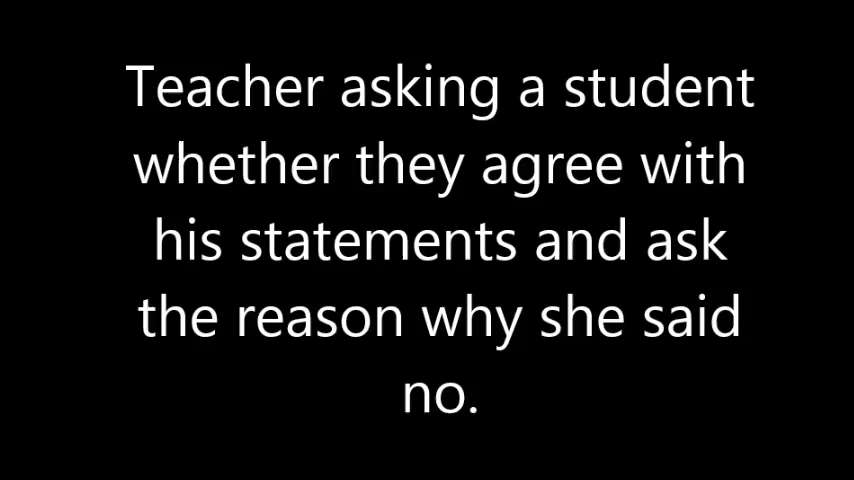 Teacher asking a student
whether they agree with
his statements and ask
the reason why she said
no.